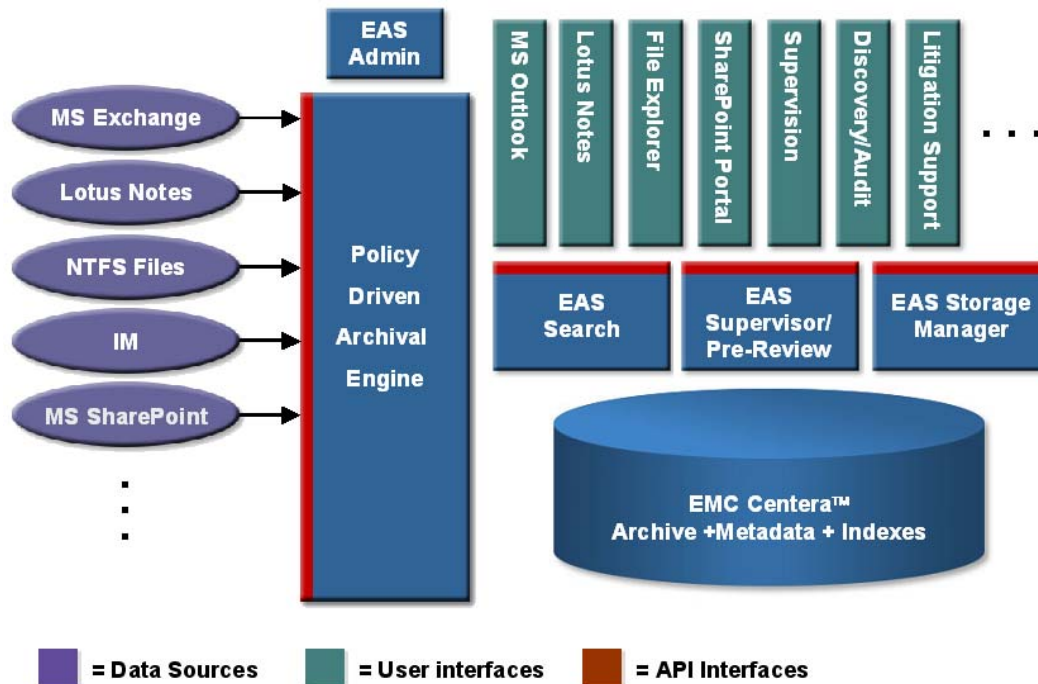 EAS
Admin
MS Exchange
Lotus Notes
NTFS Files
IM
MS SharePoint
Policy
Driven
Archival
Engine
MS Outlook
Lotus Notes
File Explorer
SharePoint Portal
Supervision
Discovery/Audit
Litigation Support
EAS
Search
EAS
Supervisor/
Pre-Review
EAS Storage
Manager
EMC Centera™
Archive +Metadata + Indexes
= Data Sources
= User interfaces
= API Interfaces